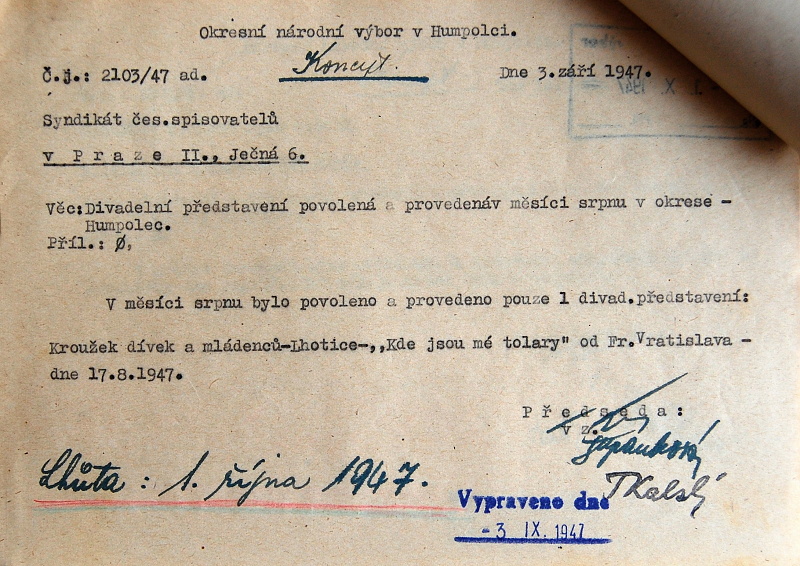 Okresní národní výbor v Humpolci.
Č.j.: 2103/47 ad.
Koncept.
Dne 3.září 1947.
Syndikát čes.spisovatelů
v Praze II., Ječná 6.
Věc:Divadelní představení povolená a provedenáv měsíci srpnu v okrese -
Humpolec.
Příl.: Ø,
V měsíci srpnu bylo povoleno a provedeno pouze 1 divad.představení:
Kroužek dívek a mládenců-Lhotice-,,Kde jsou mé tolary" od Fr.Vratislava -
dne 17.8.1947.
Předseda:
vz.
Lhůta : 1. října 1947.
Vypraveno dne
-3 IX. 1947